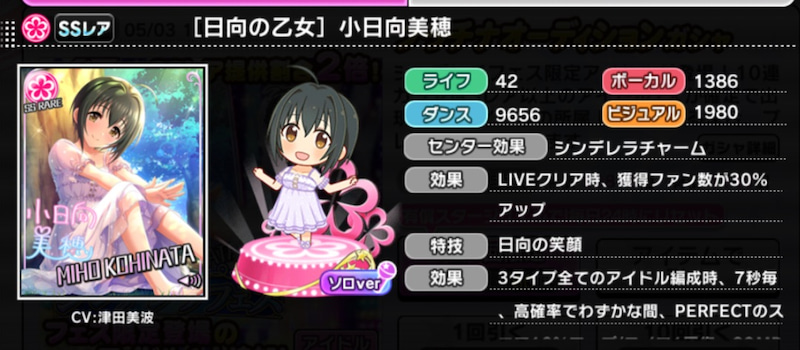 SSレア
[日向の乙女] 小日向美穂
SS RARE
小日向
美穂
MIHO KOHINATA
CV:津田美波
ソロver
ライフ 42
ボーカル 1386
ダンス 9656
ビジュアル 1980
センター効果 シンデレラチャーム
効果 LIVEクリア時、獲得ファン数が30%
アップ
特技 日向の笑顔
効果 3タイプ全てのアイドル編成時、7秒毎
、高確率でわずかな間、PERFECTのス